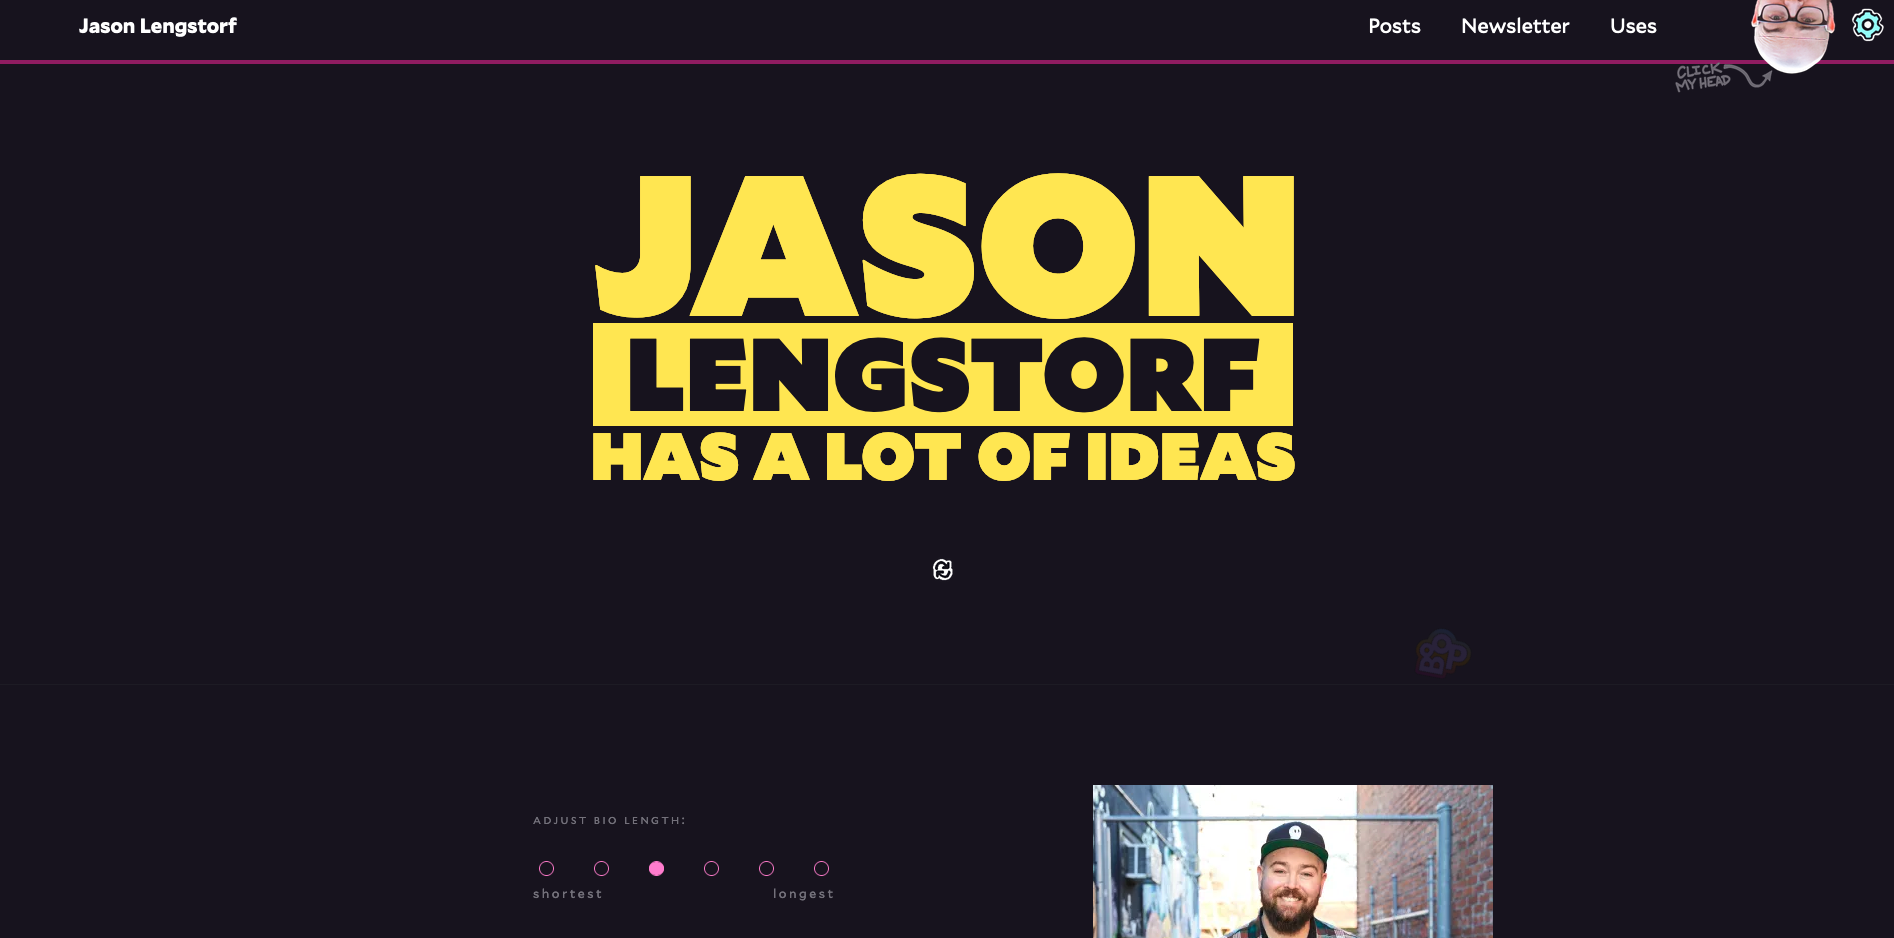 Jason Lengstorf
Posts
Newsletter
Uses
CLICK
MY HEAD
JASON
LENGSTORF
HAS A LOT OF IDEAS
BOOP
ADJUST BIO LENGTH:
shortest
longest